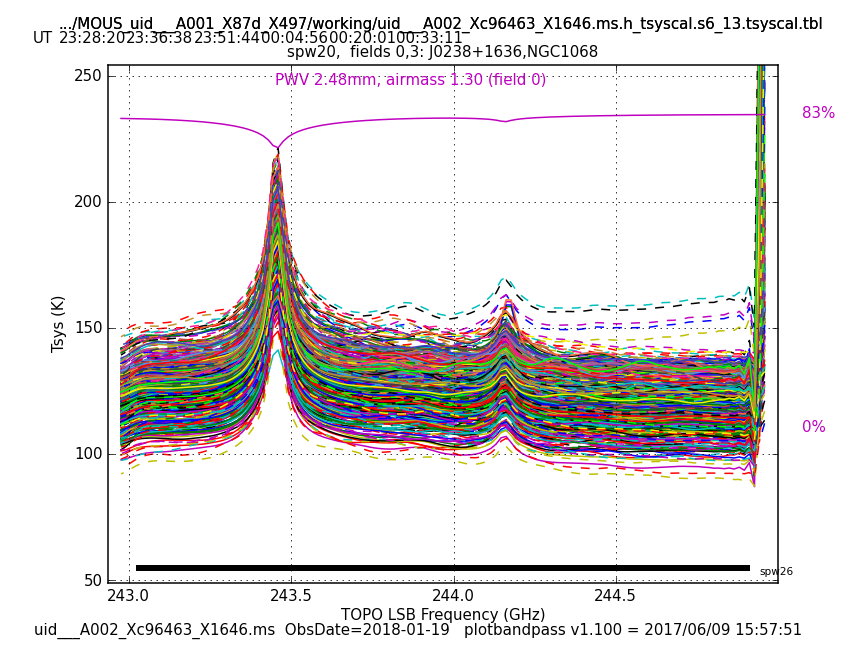 .../MOUS_uid___A001_X87d_X497/working/uid___A002_Xc96463_X1646.ms.h_tsyscal.s6_13.tsyscal.tbl
UT 23:28:20 23:36:38 23:51:44 00:04:56 00:20:01 00:33:11
spw20, fields 0,3: J0238+1636,NGC1068
PWV 2.48mm, airmass 1.30 (field 0)
250
200
150
100
50
Tsys (K)
83%
0%
spw26
243.0 243.5 244.0 244.5
TOPO LSB Frequency (GHz)
uid___A002_Xc96463_X1646.ms ObsDate=2018-01-19 plotbandpass v1.100 = 2017/06/09 15:57:51